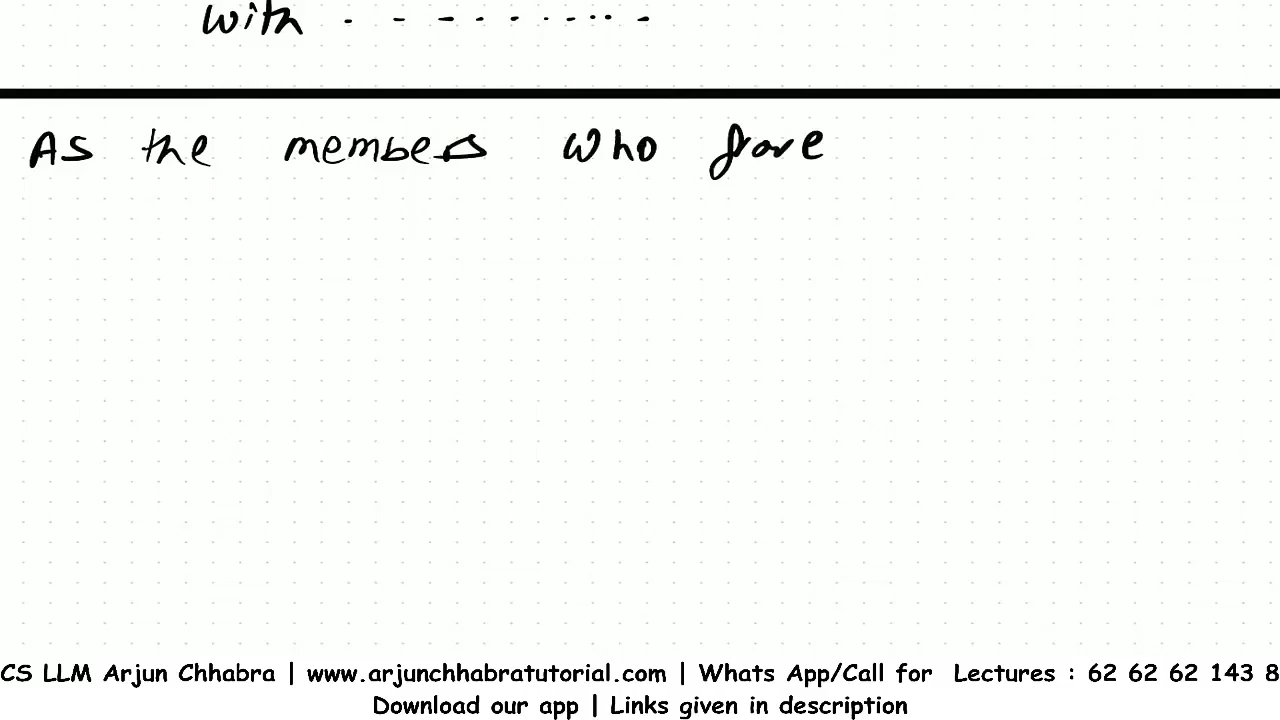 with - - - - - - - - - -
As the members who gave
CS LLM Arjun Chhabra | www.arjunchhabratutorial.com | Whats App/Call for Lectures : 62 62 62 143 8
Download our app | Links given in description